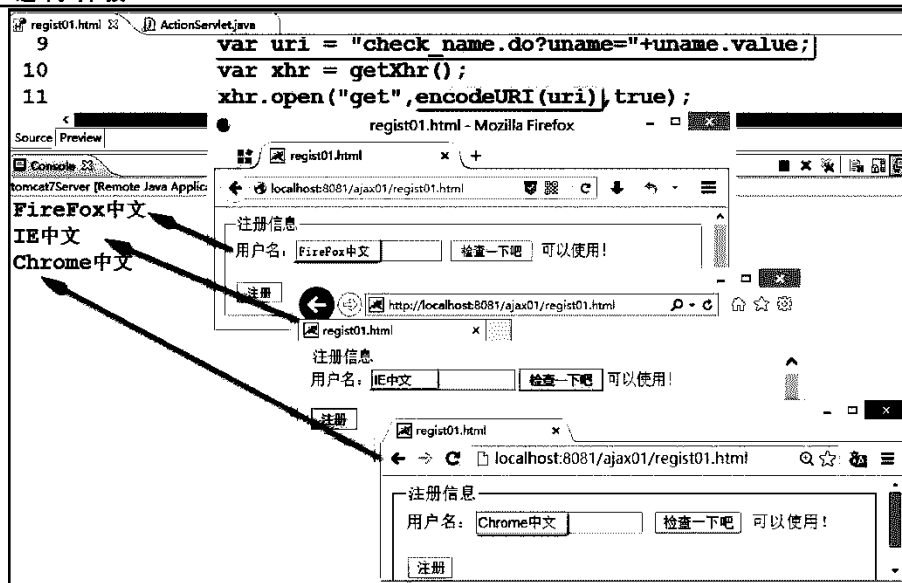 regist01.html ActionServlet.java
9 var uri = "check_name.do?uname="+uname.value;
10 var xhr = getXhr();
11 xhr.open("get",encodeURI(uri),true);
Source Preview
regist01.html - Mozilla Firefox
regist01.html
Console
tomcat7Server [Remote Java Applic
localhost:8081/ajax01/regist01.html
FireFox中文
IE中文
Chrome中文
注册信息
用户名: FireFox中文 检查一下吧 可以使用!
注册
http://localhost:8081/ajax01/regist01.html
regist01.html
注册信息
用户名: IE中文 检查一下吧 可以使用!
注册
regist01.html
localhost:8081/ajax01/regist01.html
注册信息
用户名: Chrome中文 检查一下吧 可以使用!
注册